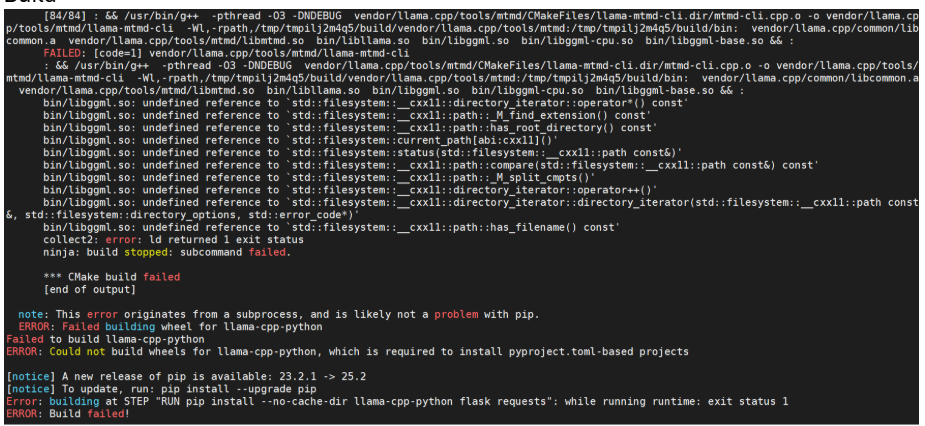 [84/84] : && /usr/bin/g++  -pthread -O3 -DNDEBUG  vendor/llama.cpp/tools/mtmd/CMakeFiles/llama-mtmd-cli.dir/mtmd-cli.cpp.o -o vendor/llama.cp
p/tools/mtmd/llama-mtmd-cli  -Wl,-rpath,/tmp/tmpilj2m4q5/build/vendor/llama.cpp/tools/mtmd:/tmp/tmpilj2m4q5/build/bin:  vendor/llama.cpp/common/lib
common.a  vendor/llama.cpp/tools/mtmd/libmtmd.so  bin/libllama.so  bin/libggml.so  bin/libggml-cpu.so  bin/libggml-base.so && :
FAILED: [code=1] vendor/llama.cpp/tools/mtmd/llama-mtmd-cli
: && /usr/bin/g++  -pthread -O3 -DNDEBUG  vendor/llama.cpp/tools/mtmd/CMakeFiles/llama-mtmd-cli.dir/mtmd-cli.cpp.o -o vendor/llama.cpp/tools/
mtmd/llama-mtmd-cli  -Wl,-rpath,/tmp/tmpilj2m4q5/build/vendor/llama.cpp/tools/mtmd:/tmp/tmpilj2m4q5/build/bin:  vendor/llama.cpp/common/libcommon.a
vendor/llama.cpp/tools/mtmd/libmtmd.so  bin/libllama.so  bin/libggml.so  bin/libggml-cpu.so  bin/libggml-base.so && :
bin/libggml.so: undefined reference to `std::filesystem::__cxx11::directory_iterator::operator*() const'
bin/libggml.so: undefined reference to `std::filesystem::__cxx11::path::_M_find_extension() const'
bin/libggml.so: undefined reference to `std::filesystem::__cxx11::path::has_root_directory() const'
bin/libggml.so: undefined reference to `std::filesystem::current_path[abi:cxx11]()'
bin/libggml.so: undefined reference to `std::filesystem::status(std::filesystem::__cxx11::path const&)'
bin/libggml.so: undefined reference to `std::filesystem::__cxx11::path::compare(std::filesystem::__cxx11::path const&) const'
bin/libggml.so: undefined reference to `std::filesystem::__cxx11::path::_M_split_cmpts()'
bin/libggml.so: undefined reference to `std::filesystem::__cxx11::directory_iterator::operator++()'
bin/libggml.so: undefined reference to `std::filesystem::__cxx11::directory_iterator::directory_iterator(std::filesystem::__cxx11::path const
&, std::filesystem::directory_options, std::error_code*)'
bin/libggml.so: undefined reference to `std::filesystem::__cxx11::path::has_filename() const'
collect2: error: ld returned 1 exit status
ninja: build stopped: subcommand failed.
*** CMake build failed
[end of output]
note: This error originates from a subprocess, and is likely not a problem with pip.
ERROR: Failed building wheel for llama-cpp-python
Failed to build llama-cpp-python
ERROR: Could not build wheels for llama-cpp-python, which is required to install pyproject.toml-based projects
[notice] A new release of pip is available: 23.2.1 -> 25.2
[notice] To update, run: pip install --upgrade pip
Error: building at STEP "RUN pip install --no-cache-dir llama-cpp-python flask requests": while running runtime: exit status 1
ERROR: Build failed!